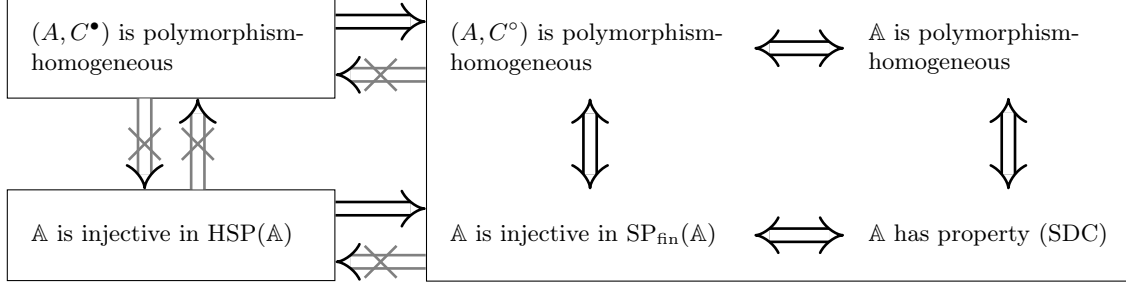 (A, C•) is polymorphism-
homogeneous
(A, C°) is polymorphism-
homogeneous
𝔸 is polymorphism-
homogeneous
𝔸 is injective in HSP(𝔸)
𝔸 is injective in SP_fin(𝔸)
𝔸 has property (SDC)